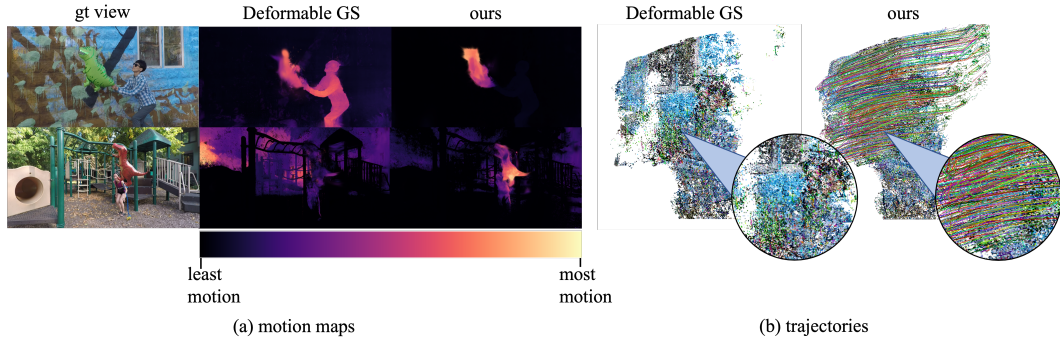 gt view
Deformable GS
ours
Deformable GS
ours
least
motion
most
motion
(a) motion maps
(b) trajectories